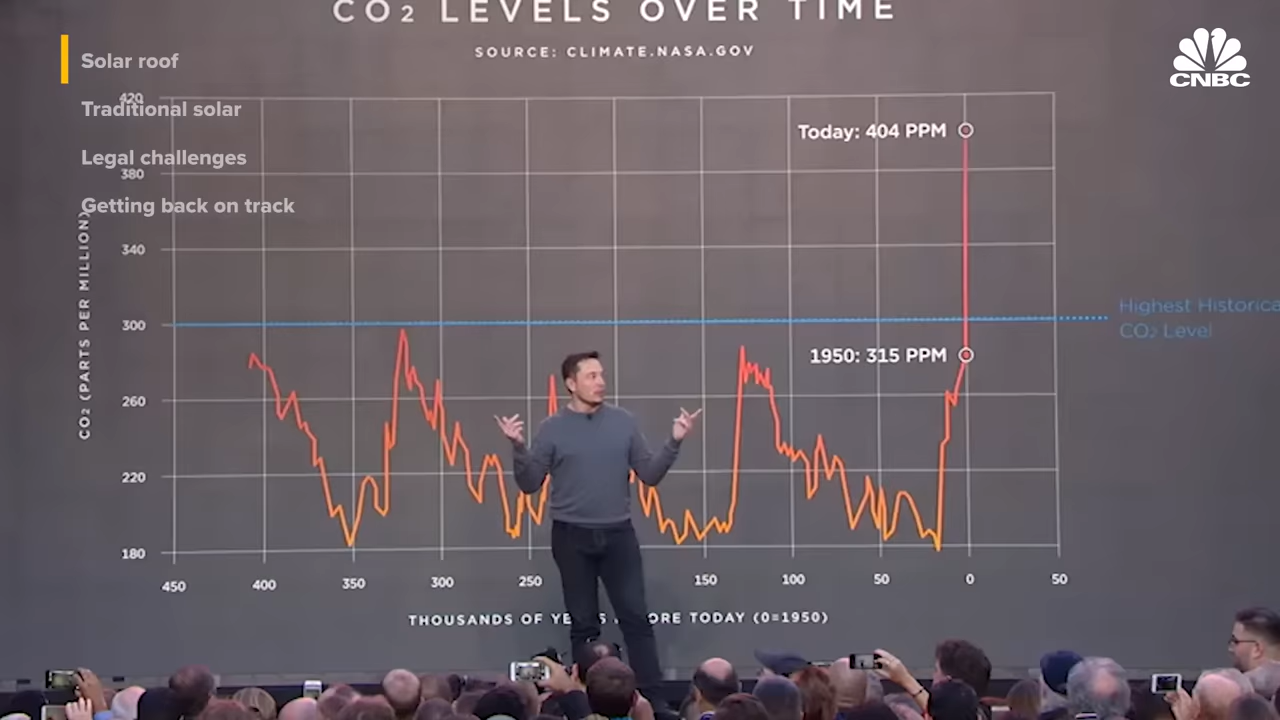 CO₂ LEVELS OVER TIME
SOURCE: CLIMATE.NASA.GOV
CNBC
Solar roof
Traditional solar
Legal challenges
Getting back on track
420
380
340
300
260
220
180
CO₂ (PARTS PER MILLION)
Today: 404 PPM
1950: 315 PPM
Highest Historica
CO₂ Level
450
400
350
300
250
150
100
50
0
50
THOUSANDS OF YE S ORE TODAY (0=1950)